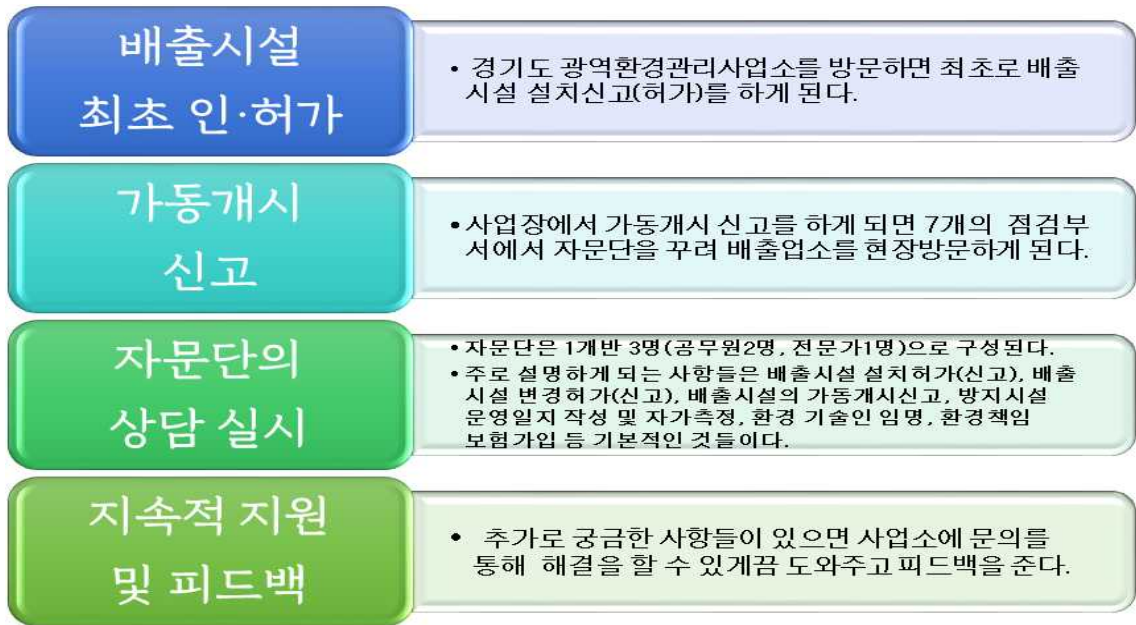 배출시설
최초 인·허가
• 경기도 광역환경관리사업소를 방문하면 최초로 배출
시설 설치신고(허가)를 하게 된다.
가동개시
신고
• 사업장에서 가동개시 신고를 하게 되면 7개의 점검부
서에서 자문단을 꾸려 배출업소를 현장방문하게 된다.
자문단의
상담 실시
• 자문단은 1개반 3명(공무원2명, 전문가1명)으로 구성된다.
• 주로 설명하게 되는 사항들은 배출시설 설치허가(신고), 배출
시설 변경허가(신고), 배출시설의 가동개시신고, 방지시설
운영일지 작성 및 자가측정, 환경 기술인 임명, 환경책임
보험가입 등 기본적인 것들이다.
지속적 지원
및 피드백
• 추가로 궁금한 사항들이 있으면 사업소에 문의를
통해 해결을 할 수 있게끔 도와주고 피드백을 준다.